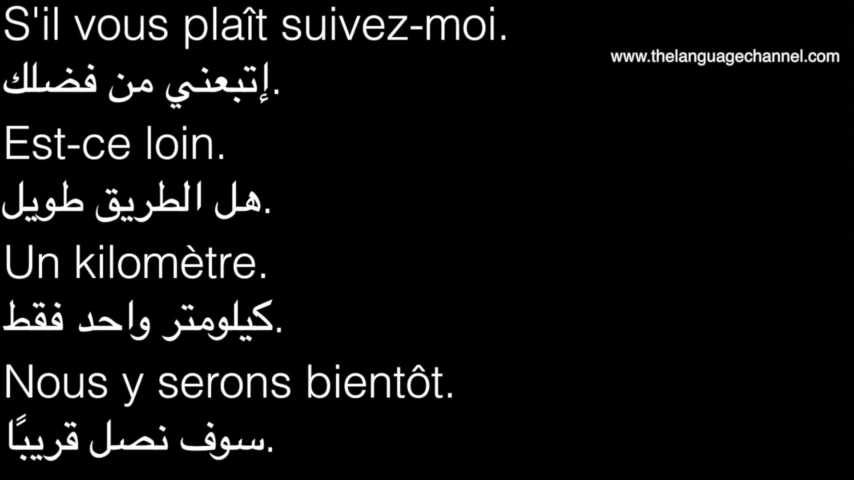 S'il vous plaît suivez-moi.
www.thelanguagechannel.com
إتبعني من فضلك.
Est-ce loin.
هل الطريق طويل.
Un kilomètre.
كيلومتر واحد فقط.
Nous y serons bientôt.
سوف نصل قريبًا.